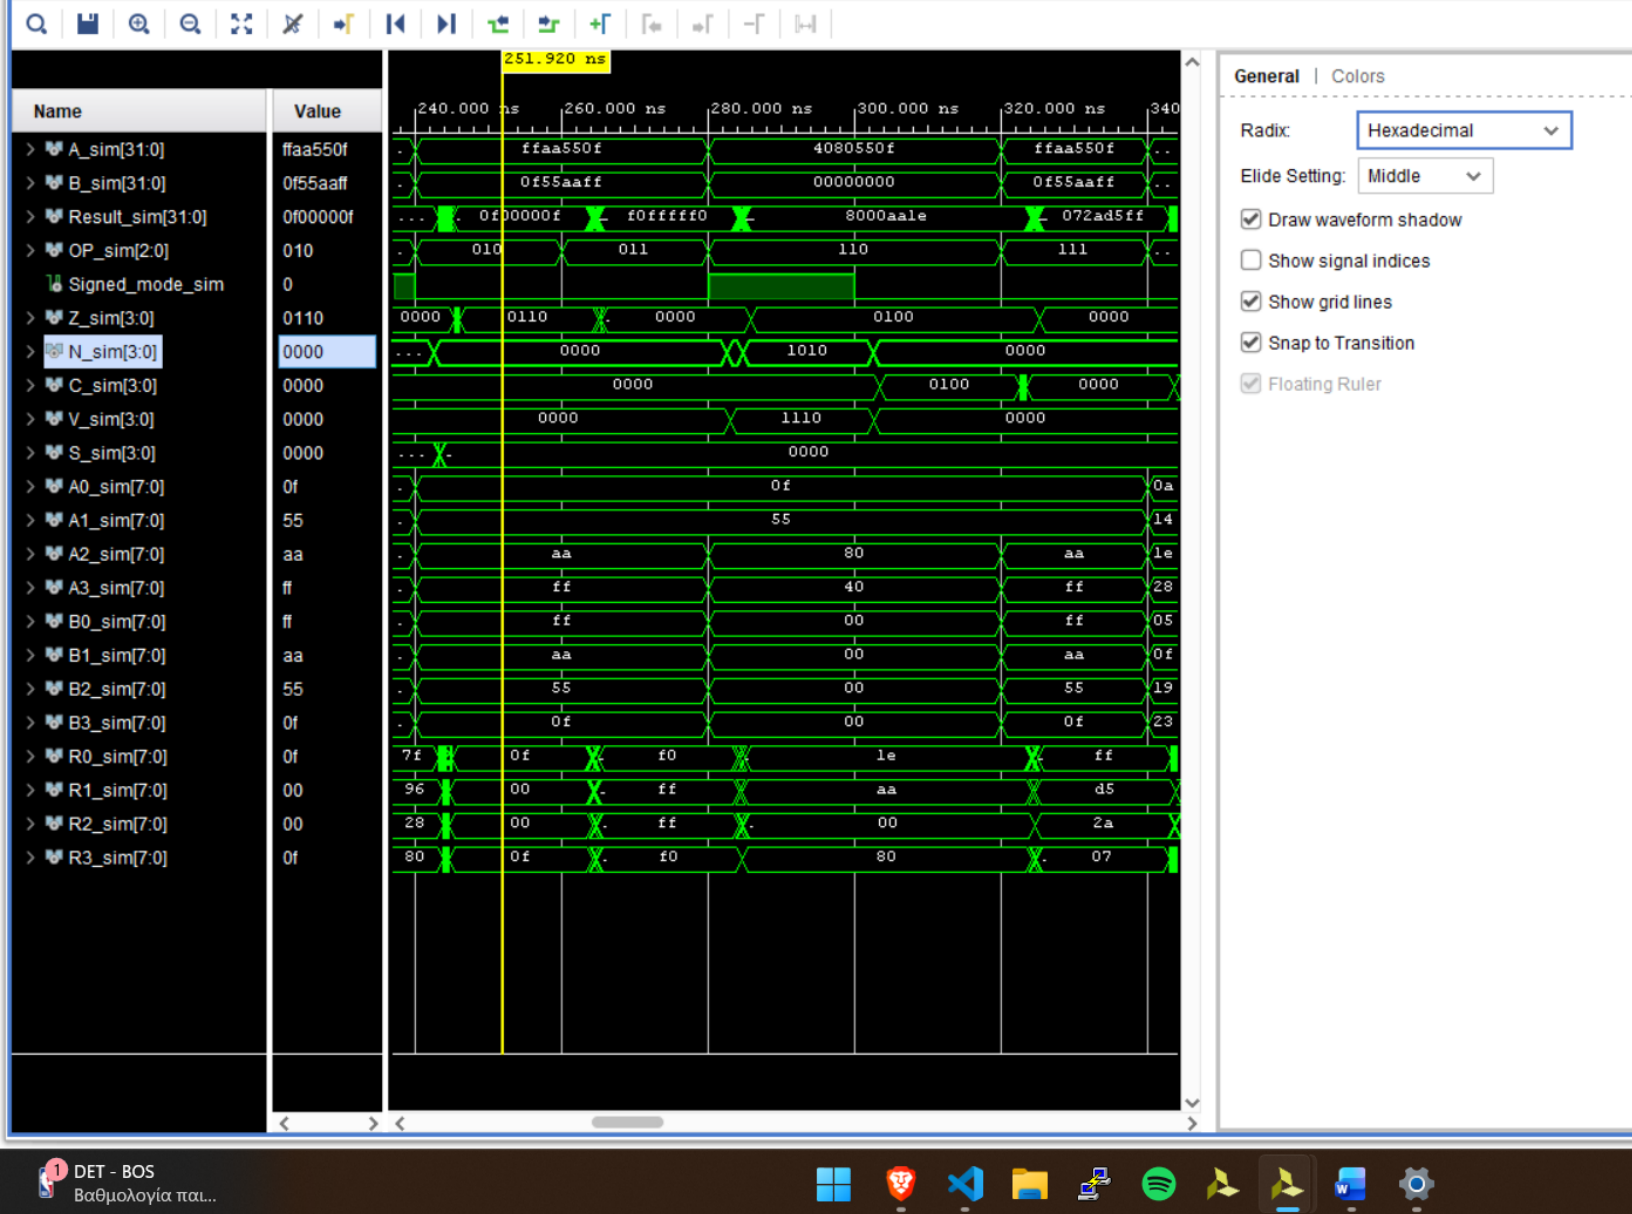 251.920 ns
General | Colors
Name Value 240.000 ns 260.000 ns 280.000 ns 300.000 ns 320.000 ns 340
Radix: Hexadecimal
Elide Setting: Middle
Draw waveform shadow
Show signal indices
Show grid lines
Snap to Transition
Floating Ruler
A_sim[31:0] ffaa550f . ffaa550f 4080550f ffaa550f ..
B_sim[31:0] 0f55aaff . 0f55aaff 00000000 0f55aaff ..
Result_sim[31:0] 0f00000f ... 0f00000f f0fffff0 8000aa1e 072ad5ff
OP_sim[2:0] 010 . 010 011 110 111 ..
Signed_mode_sim 0
Z_sim[3:0] 0110 0000 0110 . 0000 0100 0000
N_sim[3:0] 0000 ... 0000 1010 0000
C_sim[3:0] 0000 0000 0100 0000
V_sim[3:0] 0000 0000 1110 0000
S_sim[3:0] 0000 ... . 0000
A0_sim[7:0] 0f . 0f 0a
A1_sim[7:0] 55 . 55 14
A2_sim[7:0] aa . aa 80 aa 1e
A3_sim[7:0] ff . ff 40 ff 28
B0_sim[7:0] ff . ff 00 ff 05
B1_sim[7:0] aa . aa 00 aa 0f
B2_sim[7:0] 55 . 55 00 55 19
B3_sim[7:0] 0f . 0f 00 0f 23
R0_sim[7:0] 0f 7f 0f f0 1e ff
R1_sim[7:0] 00 96 00 ff aa d5
R2_sim[7:0] 00 28 00 ff 00 2a
R3_sim[7:0] 0f 80 0f f0 80 07
1
DET - BOS
Βαθμολογία παι...
W